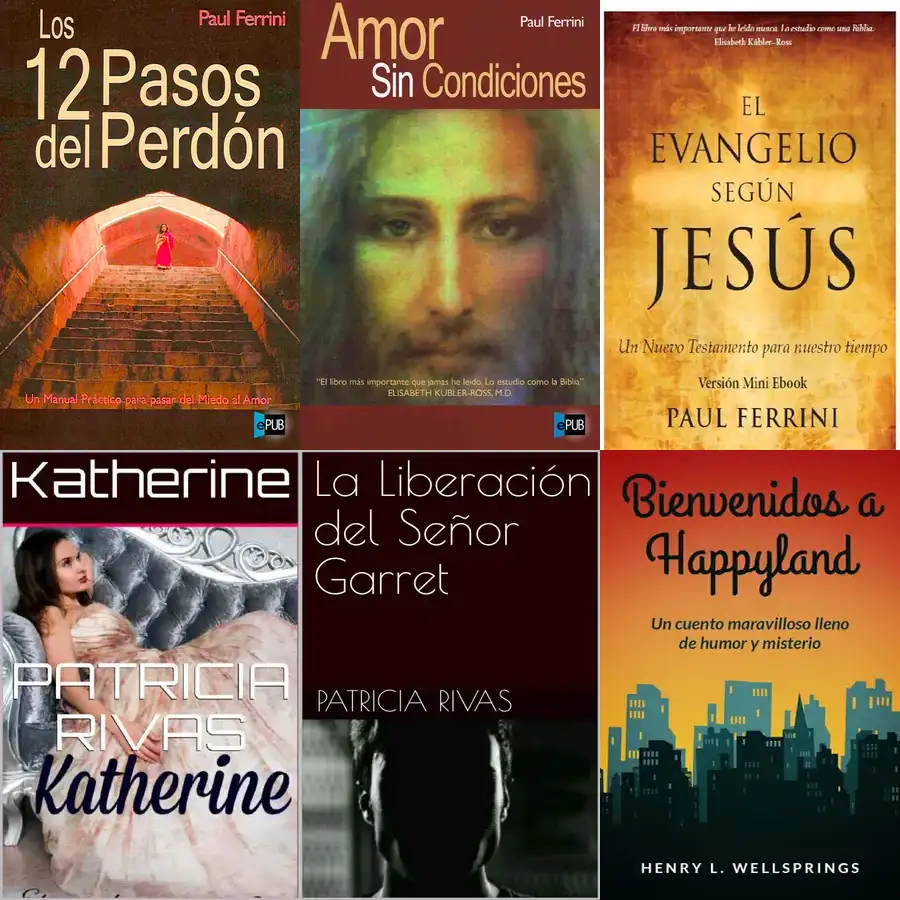 Paul Ferrini
Los
12 Pasos
del Perdón
Un Manual Práctico para pasar del Miedo al Amor
ePUB
Amor
Paul Ferrini
Sin Condiciones
"El libro más importante que jamas he leido. Lo estudio como la Biblia"
ELISABETH KUBLER-ROSS, M.D.
ePUB
El libro más importante que he leído nunca. Lo estudio como una Biblia.
Elisabeth Kübler-Ross
EL
EVANGELIO
SEGÚN
JESÚS
Un Nuevo Testamento para nuestro tiempo
Versión Mini Ebook
PAUL FERRINI
Katherine
PATRICIA
RIVAS
Katherine
La Liberación
del Señor
Garret
PATRICIA RIVAS
Bienvenidos a
Happyland
Un cuento maravilloso lleno
de humor y misterio
HENRY L. WELLSPRINGS